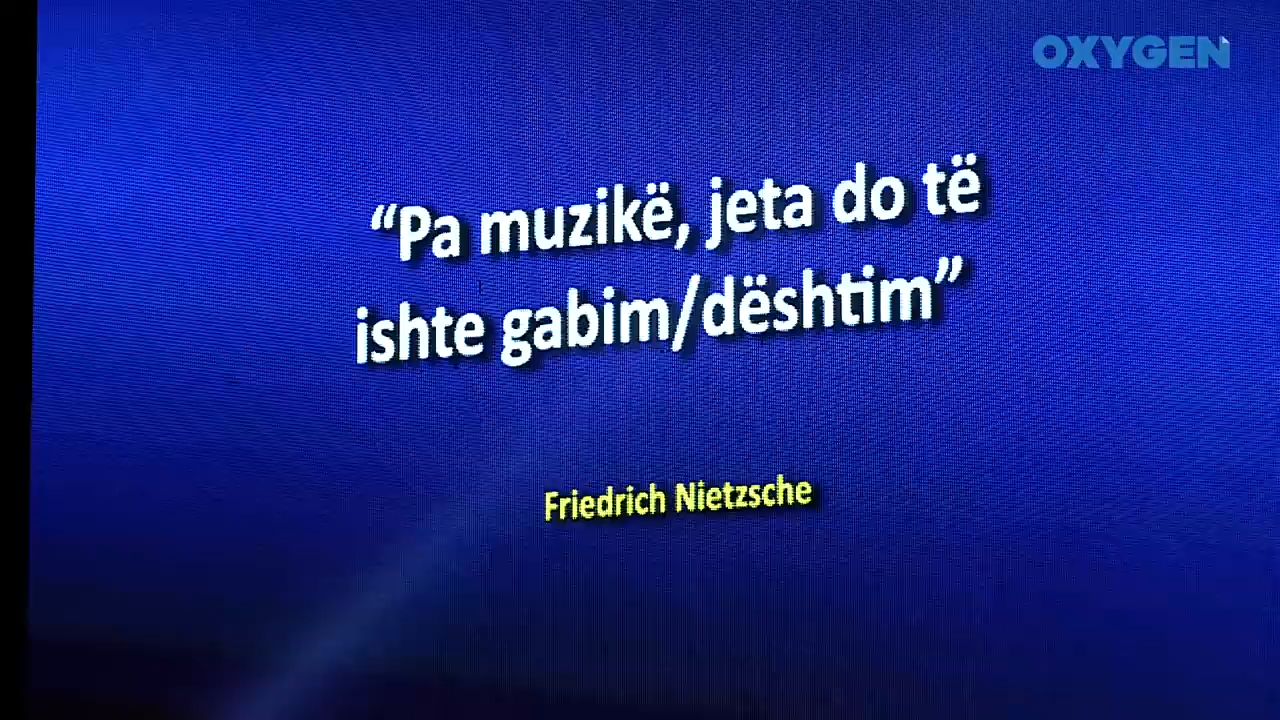 OXYGEN
“Pa muzikë, jeta do të
ishte gabim/dështim”
Friedrich Nietzsche